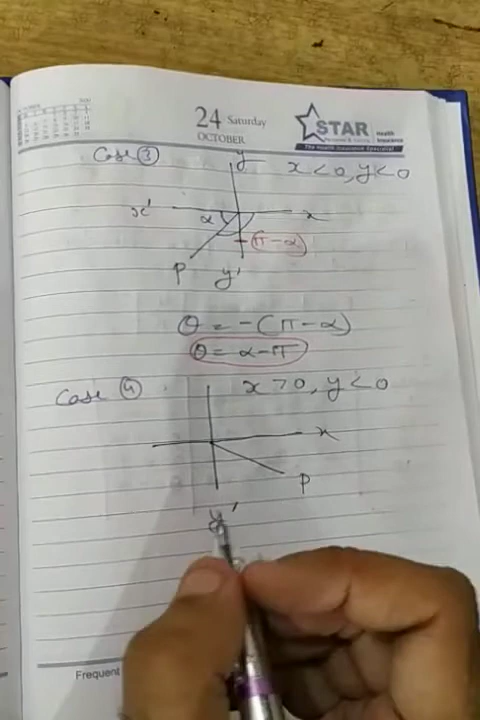 24 Saturday
OCTOBER
STAR Health
Insurance
The Health Insurance Specialist
Case ③
y
x < 0, y < 0
x'
α
x
-(π-α)
P
y'
θ = -(π-α)
θ = α-π
Case ④
x > 0, y < 0
x
P
y'
Frequent